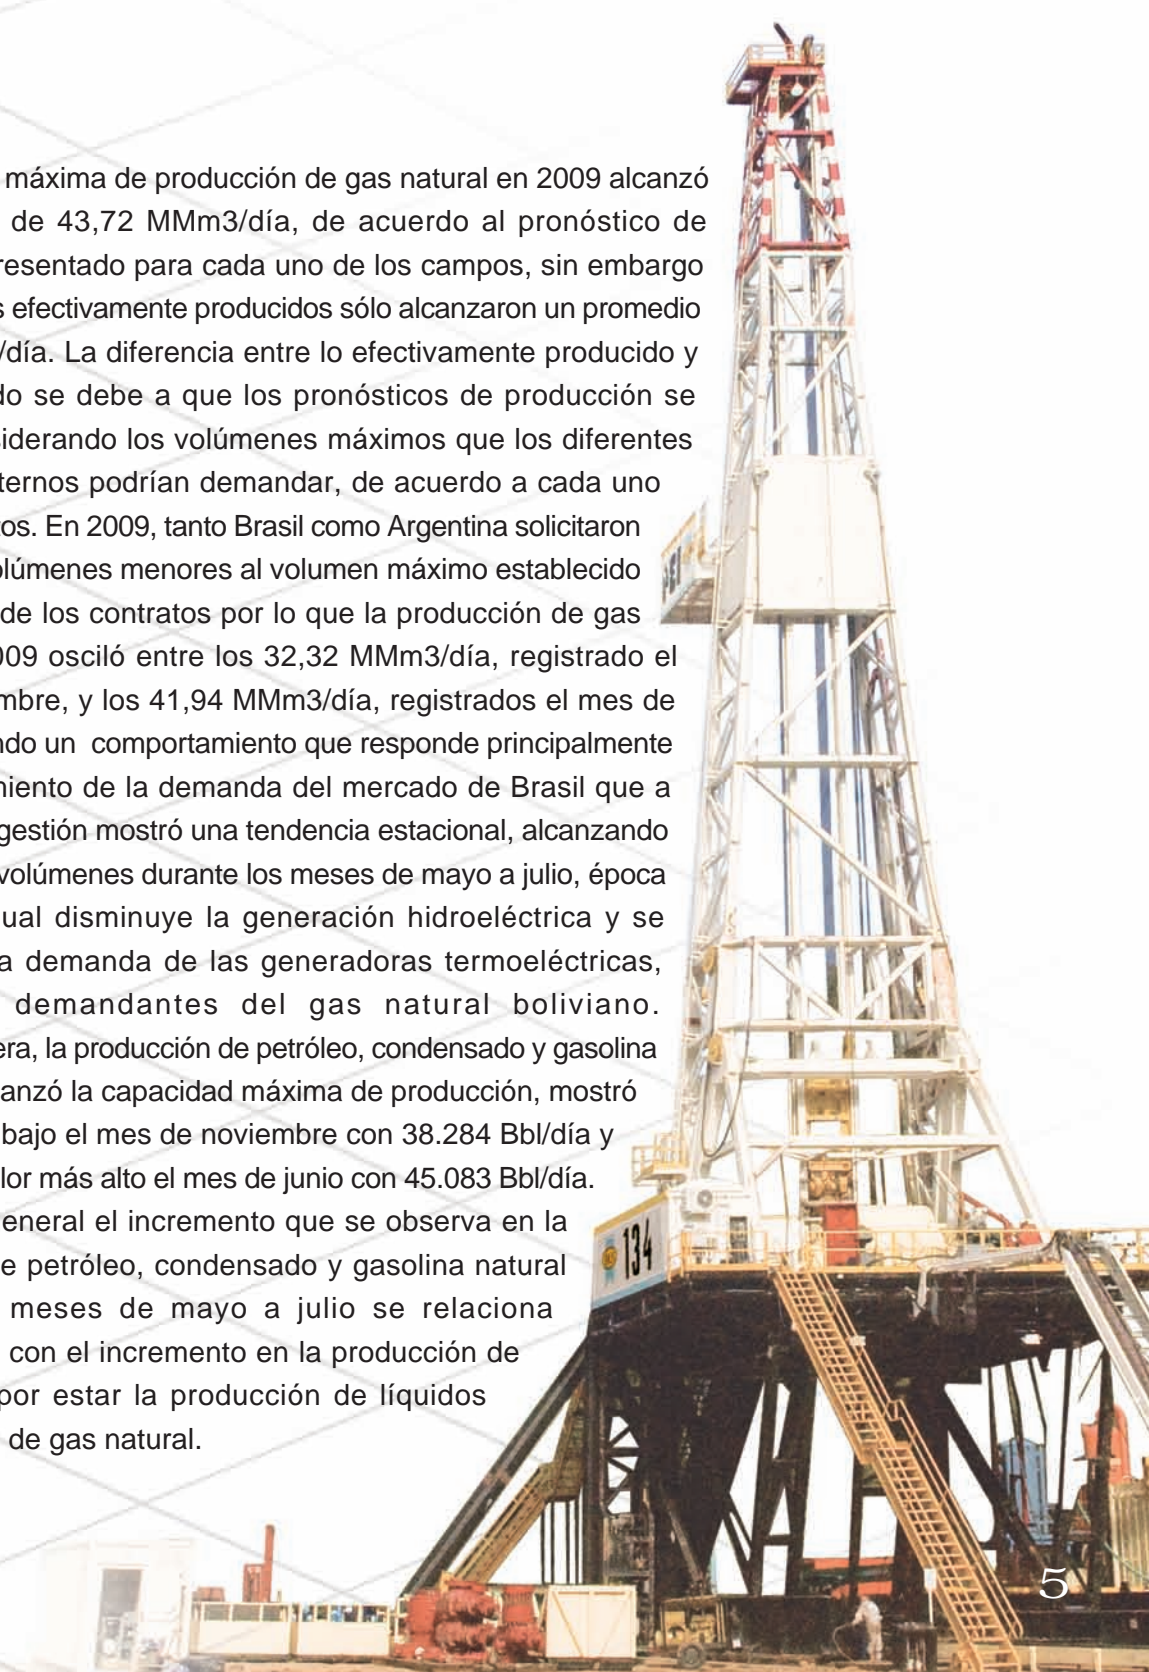 máxima de producción de gas natural en 2009 alcanzó
de 43,72 MMm3/día, de acuerdo al pronóstico de
resentado para cada uno de los campos, sin embargo
s efectivamente producidos sólo alcanzaron un promedio
/día. La diferencia entre lo efectivamente producido y
do se debe a que los pronósticos de producción se
siderando los volúmenes máximos que los diferentes
ternos podrían demandar, de acuerdo a cada uno
tos. En 2009, tanto Brasil como Argentina solicitaron
olúmenes menores al volumen máximo establecido
de los contratos por lo que la producción de gas
009 osciló entre los 32,32 MMm3/día, registrado el
mbre, y los 41,94 MMm3/día, registrados el mes de
ndo un comportamiento que responde principalmente
miento de la demanda del mercado de Brasil que a
gestión mostró una tendencia estacional, alcanzando
volúmenes durante los meses de mayo a julio, época
ual disminuye la generación hidroeléctrica y se
a demanda de las generadoras termoeléctricas,
demandantes del gas natural boliviano.
era, la producción de petróleo, condensado y gasolina
anzó la capacidad máxima de producción, mostró
bajo el mes de noviembre con 38.284 Bbl/día y
lor más alto el mes de junio con 45.083 Bbl/día.
eneral el incremento que se observa en la
e petróleo, condensado y gasolina natural
meses de mayo a julio se relaciona
con el incremento en la producción de
por estar la producción de líquidos
de gas natural.
134
5